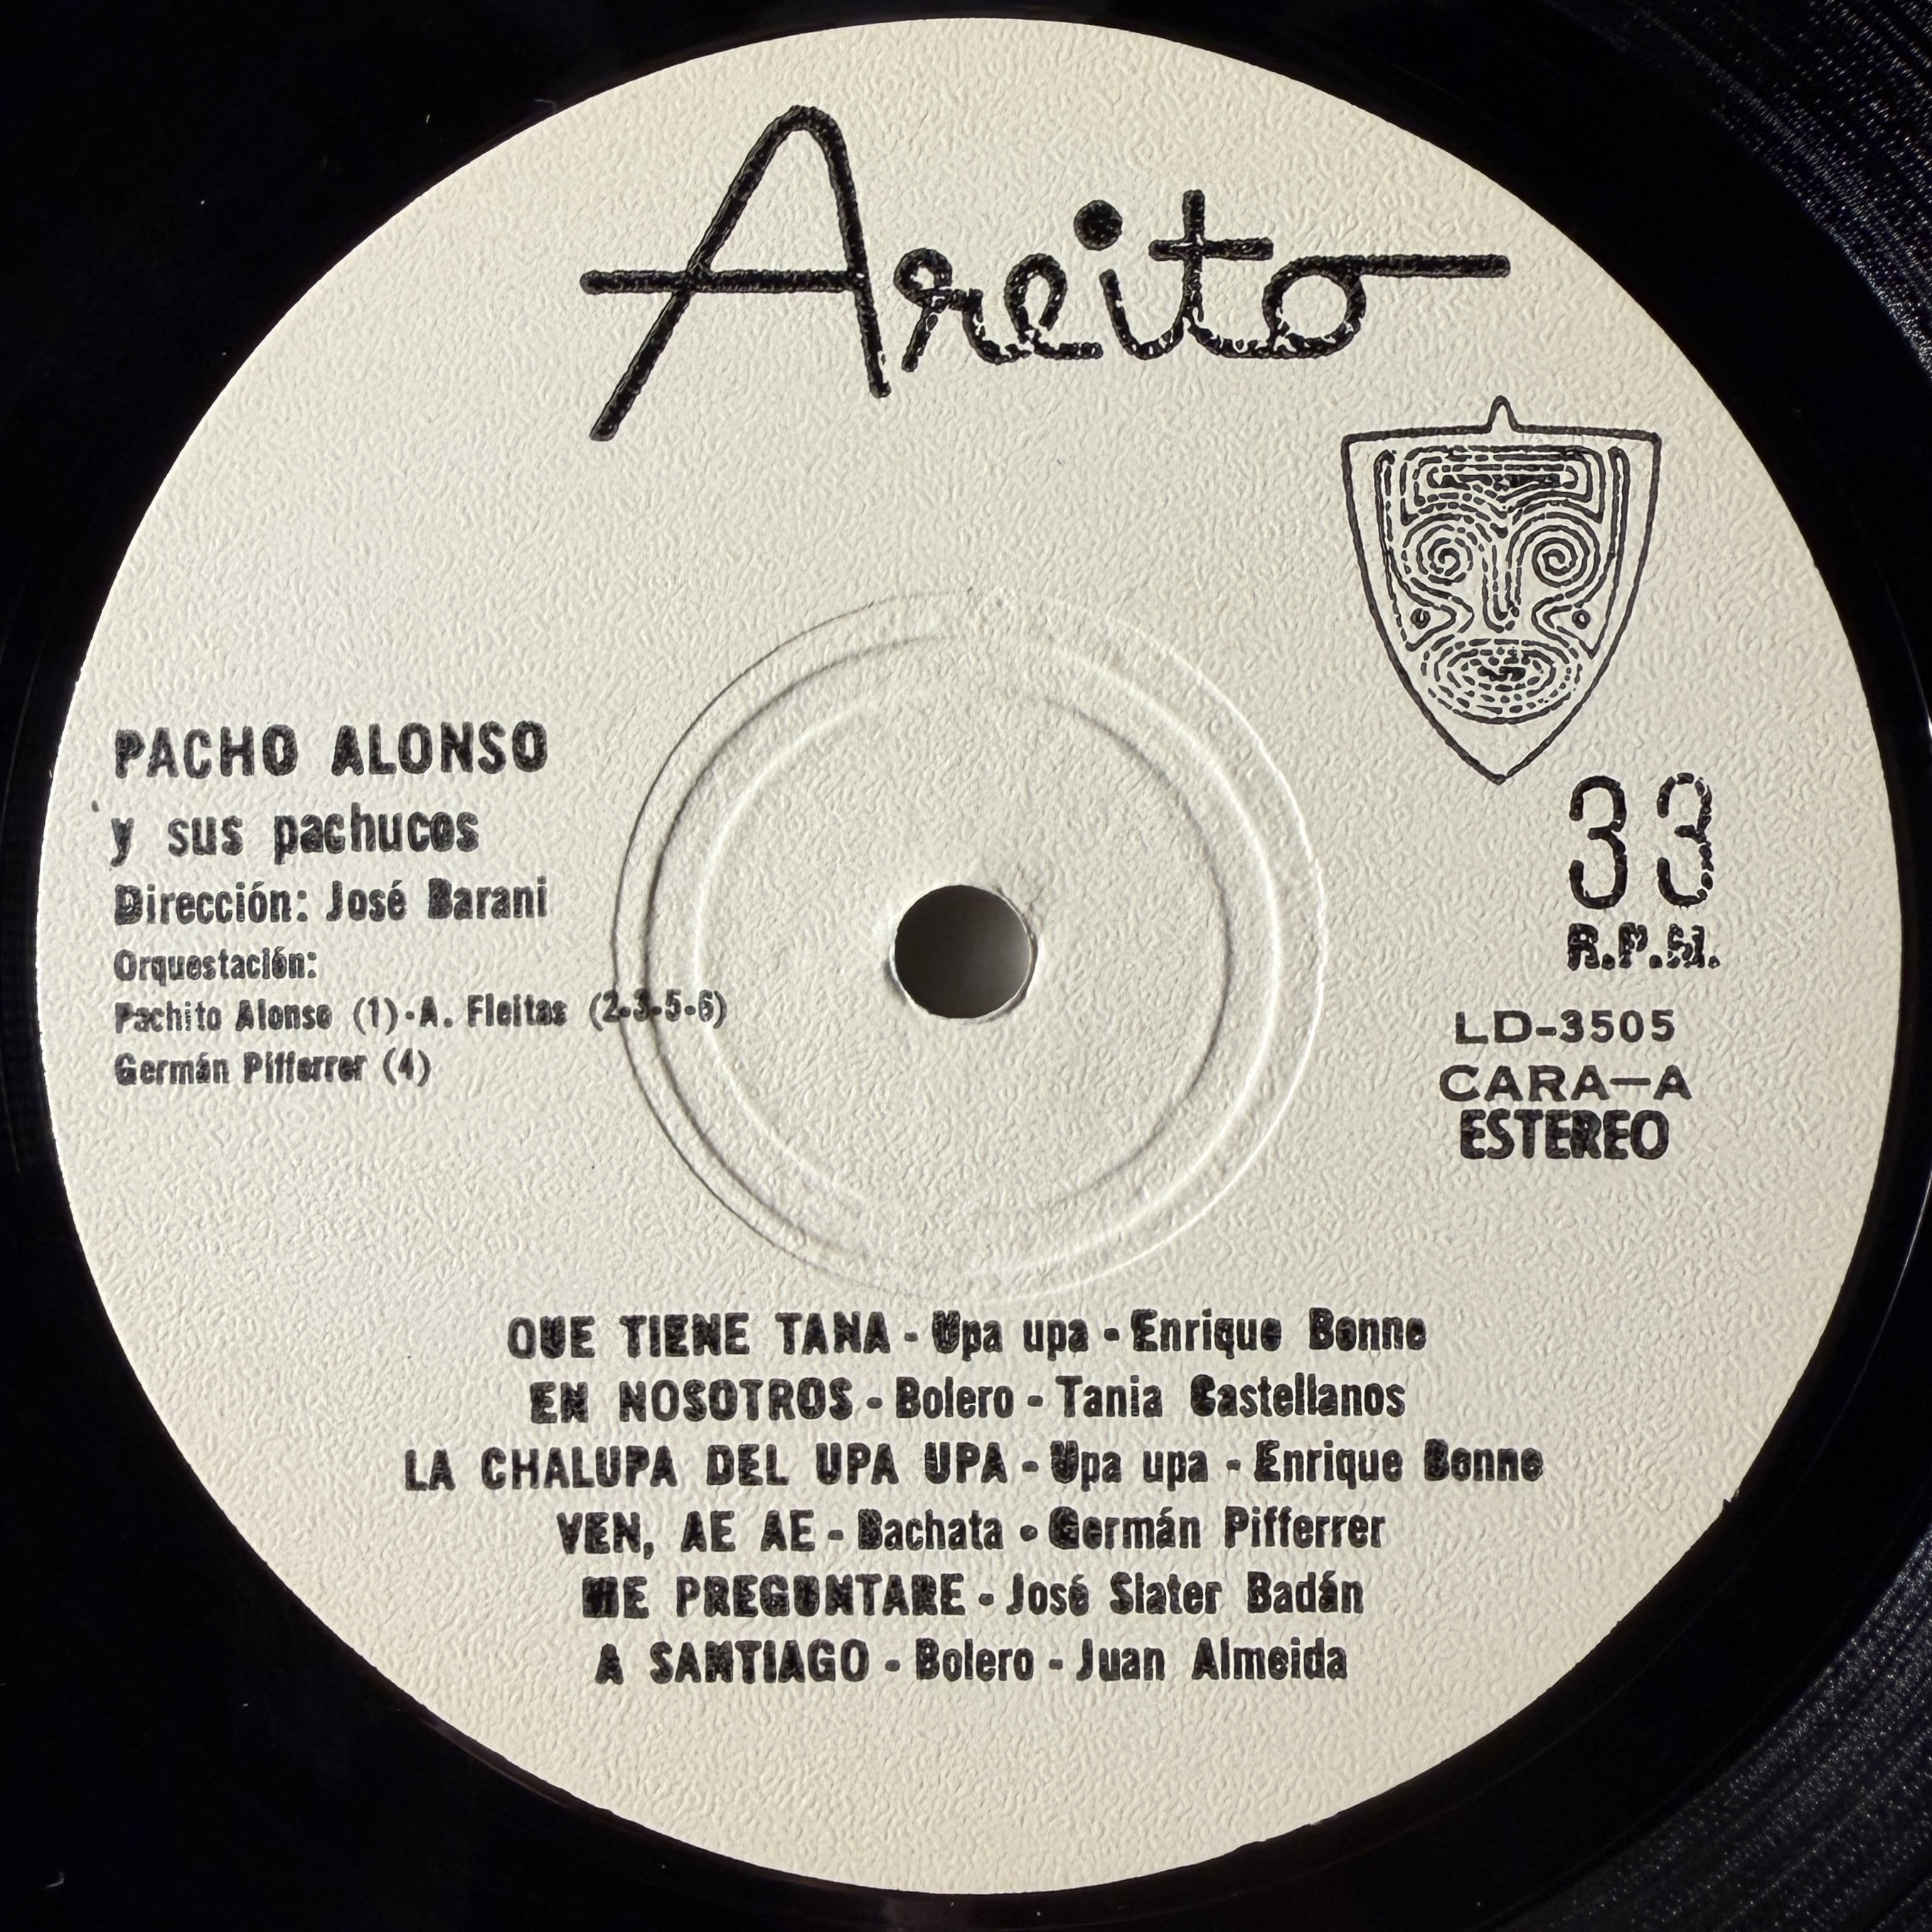 Areito
PACHO ALONSO
y sus pachucos
Dirección: José Barani
Orquestación:
Pachito Alonso (1)-A. Fleitas (2-3-5-6)
Germán Pifferrer (4)
33
R.P.M.
LD-3505
CARA—A
ESTEREO
QUE TIENE TANA - Upa upa - Enrique Bonne
EN NOSOTROS - Bolero - Tania Castellanos
LA CHALUPA DEL UPA UPA - Upa upa - Enrique Bonne
VEN, AE AE - Bachata - Germán Pifferrer
ME PREGUNTARE - José Slater Badán
A SANTIAGO - Bolero - Juan Almeida